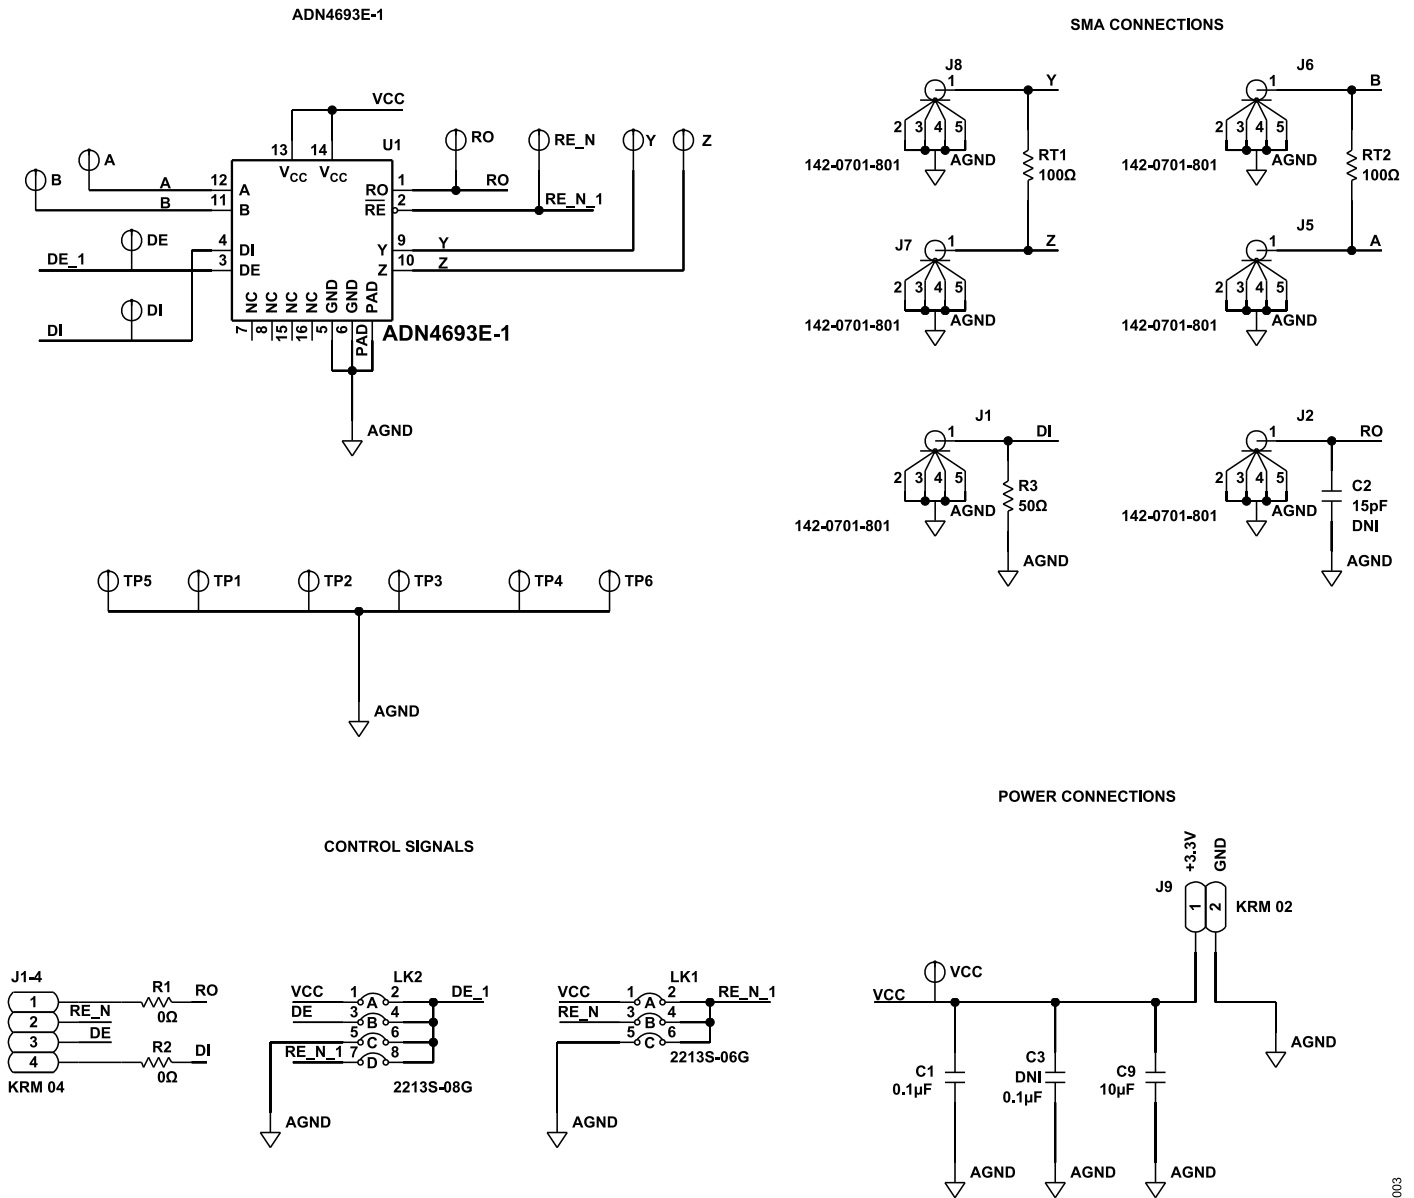 ADN4693E-1
VCC
13 14
VCC VCC
U1
RO
RE_N
Y
Z
A
B
A 12 A
B 11 B
DE
DE_1
4 DI
3 DE
DI
DI
RO 1 RO
RE 2 RE_N_1
Y 9 Y
Z 10 Z
NC NC NC NC GND GND PAD
7 8 15 16 5 6 PAD
ADN4693E-1
AGND
TP5 TP1 TP2 TP3 TP4 TP6
AGND
SMA CONNECTIONS
J8
1 Y
2 3 4 5
142-0701-801 AGND
RT1
100Ω
J7
1 Z
2 3 4 5
142-0701-801 AGND
J6
1 B
2 3 4 5
142-0701-801 AGND
RT2
100Ω
J5
1 A
2 3 4 5
142-0701-801 AGND
J1
1 DI
2 3 4 5
142-0701-801 AGND
R3
50Ω
AGND
J2
1 RO
2 3 4 5
142-0701-801 AGND
C2
15pF
DNI
AGND
CONTROL SIGNALS
J1-4
1
2
3
4
KRM 04
R1
0Ω
RO
RE_N
DE
R2
0Ω
DI
LK2
VCC 1 A 2 DE_1
DE 3 B 4
5 C 6
RE_N_1 7 D 8
2213S-08G
AGND
LK1
VCC 1 A 2 RE_N_1
RE_N 3 B 4
5 C 6
2213S-06G
AGND
POWER CONNECTIONS
+3.3V
GND
J9
1 2
KRM 02
VCC
VCC
C1
0.1µF
AGND
C3
DNI
0.1µF
AGND
C9
10µF
AGND
AGND
003